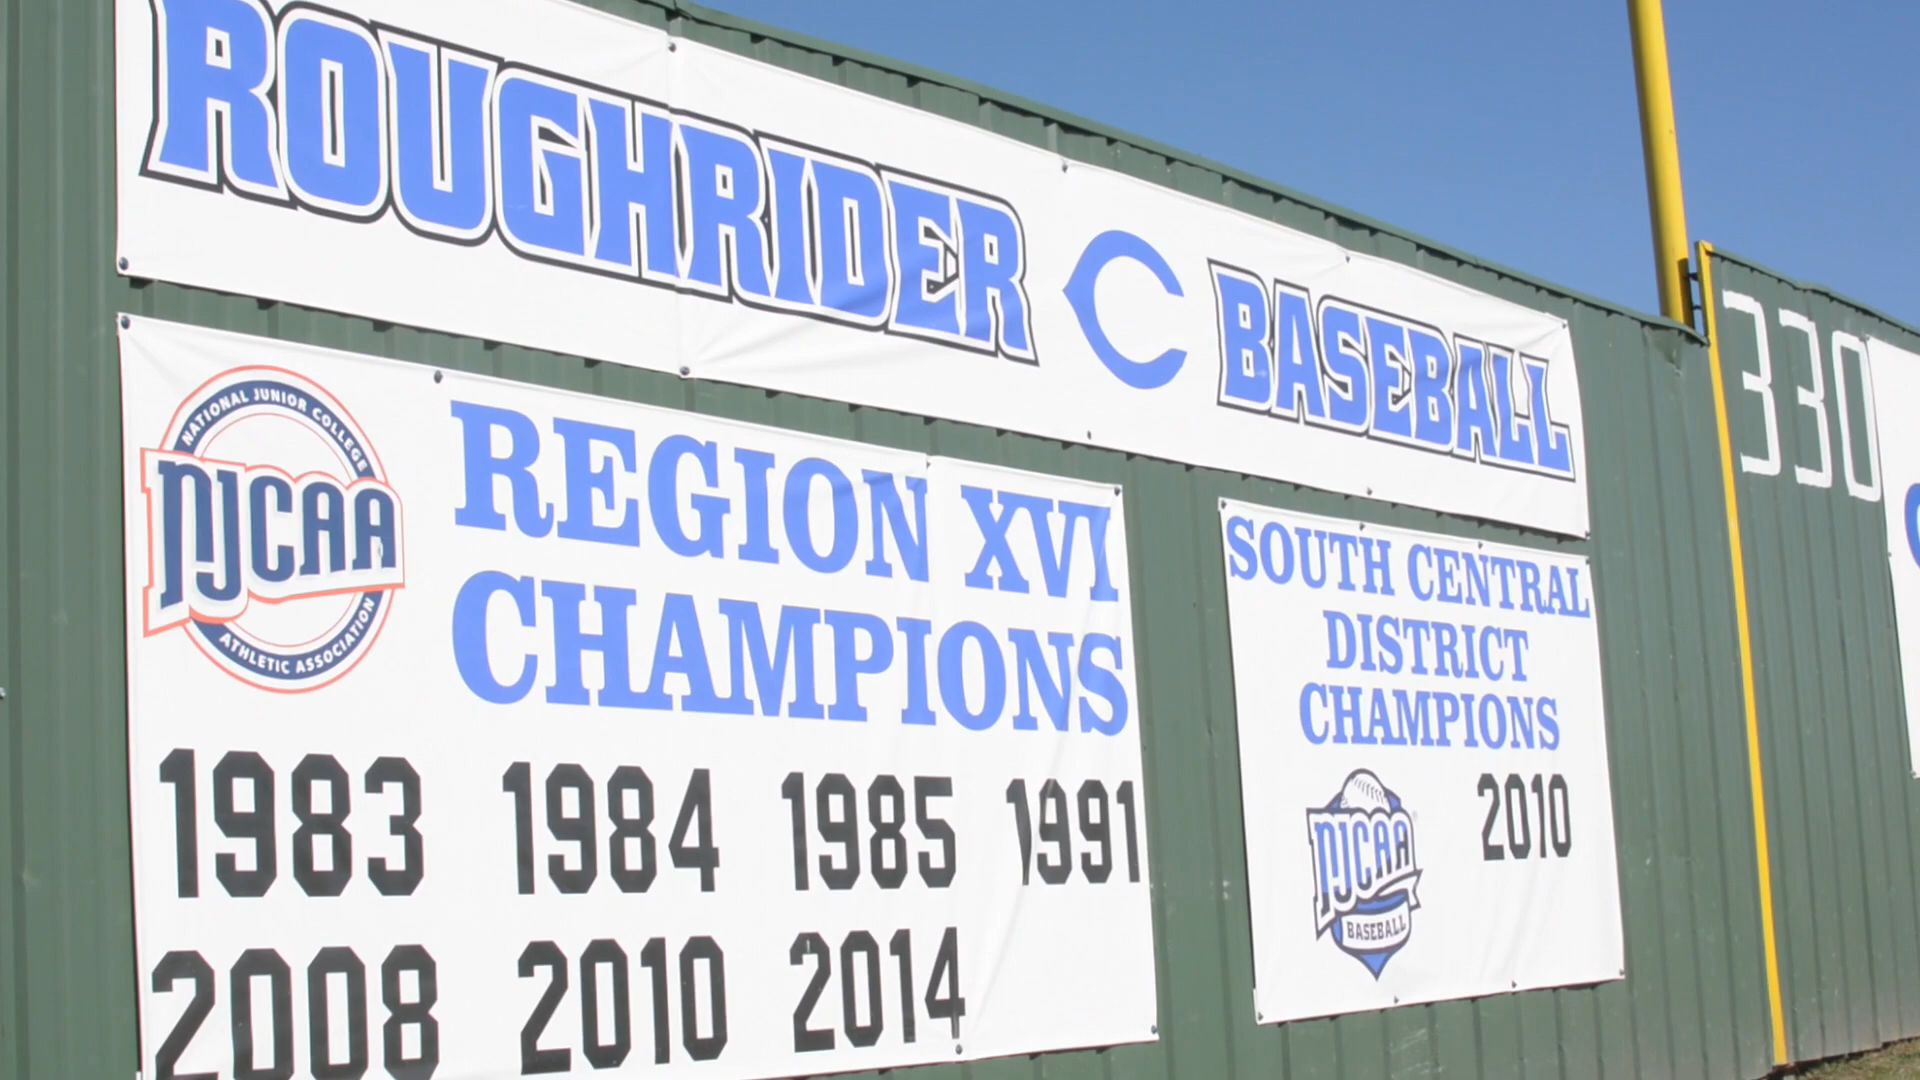 ROUGHRIDER C BASEBALL
NATIONAL JUNIOR COLLEGE
NJCAA
ATHLETIC ASSOCIATION
REGION XVI
CHAMPIONS
1983 1984 1985 1991
2008 2010 2014
SOUTH CENTRAL
DISTRICT
CHAMPIONS
2010
NJCAA
BASEBALL
330